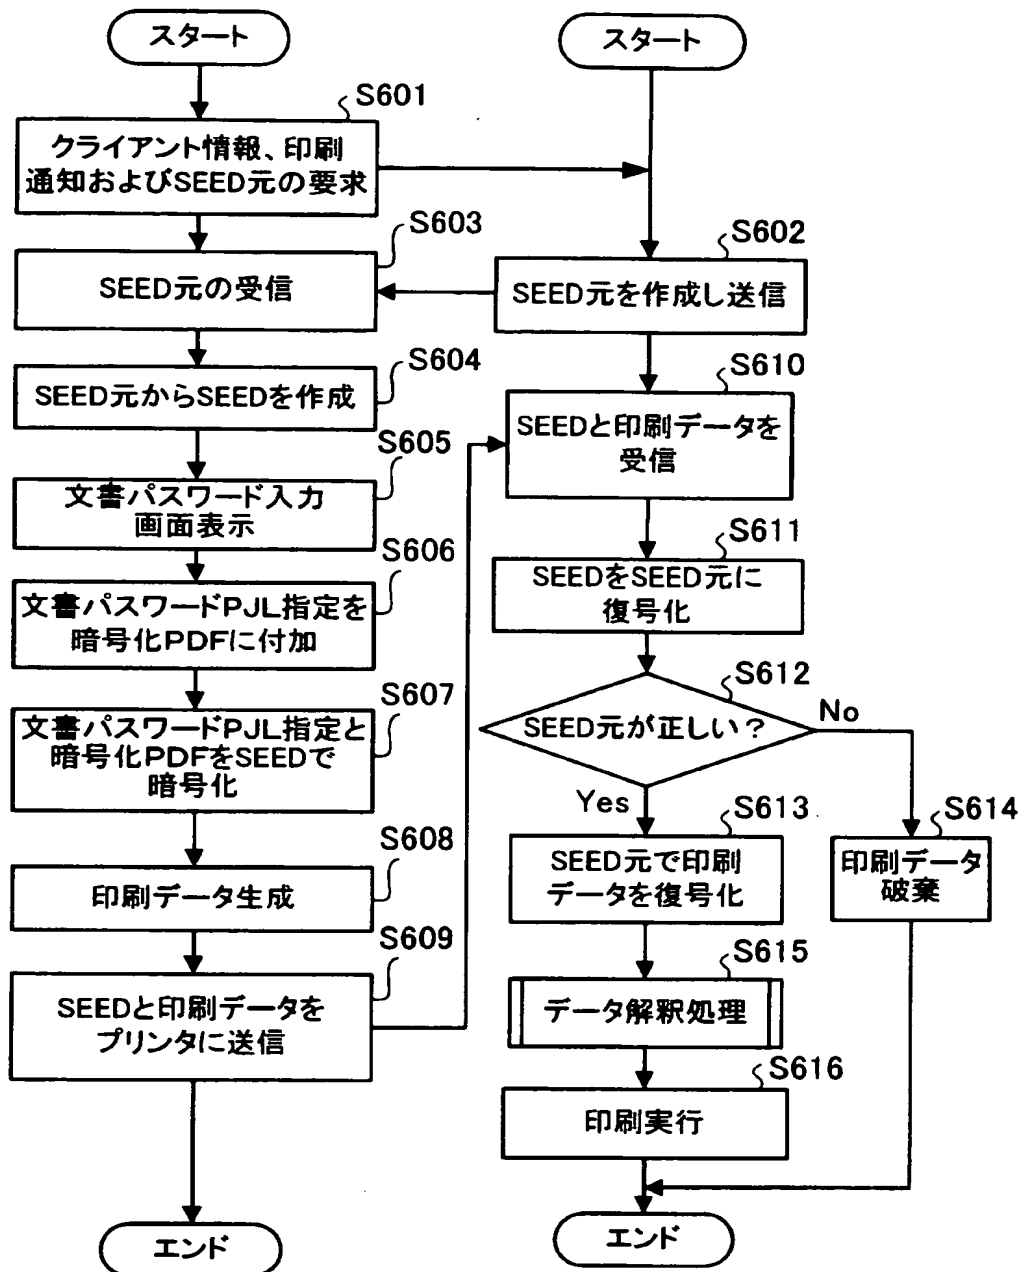 スタート
S601
クライアント情報、印刷
通知およびSEED元の要求
S603
SEED元の受信
S604
SEED元からSEEDを作成
S605
文書パスワード入力
画面表示
S606
文書パスワードPJL指定を
暗号化PDFに付加
S607
文書パスワードPJL指定と
暗号化PDFをSEEDで
暗号化
S608
印刷データ生成
S609
SEEDと印刷データを
プリンタに送信
エンド
スタート
S602
SEED元を作成し送信
S610
SEEDと印刷データを
受信
S611
SEEDをSEED元に
復号化
S612
SEED元が正しい?
No
Yes
S613
SEED元で印刷
データを復号化
S614
印刷データ
破棄
S615
データ解釈処理
S616
印刷実行
エンド